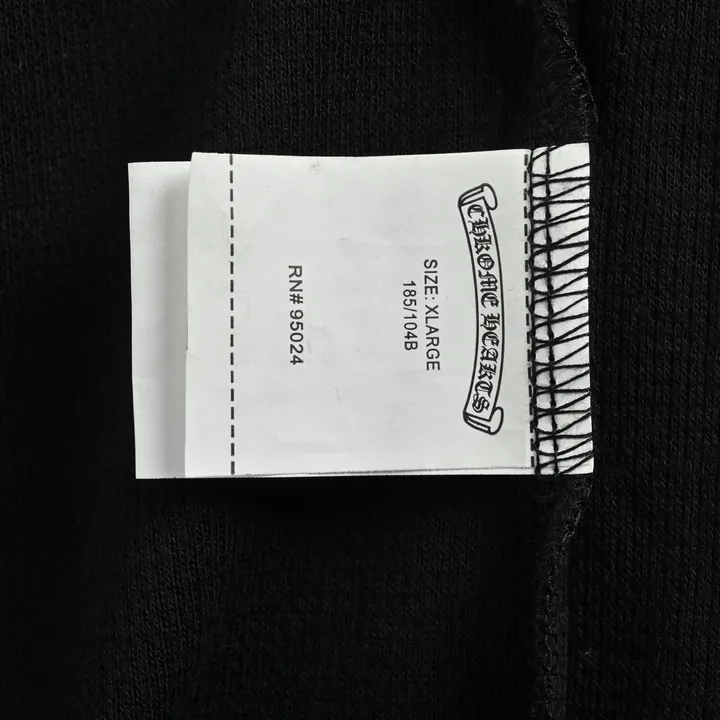 CHROME HEARTS
SIZE: XLARGE
185/104B
RN# 95024